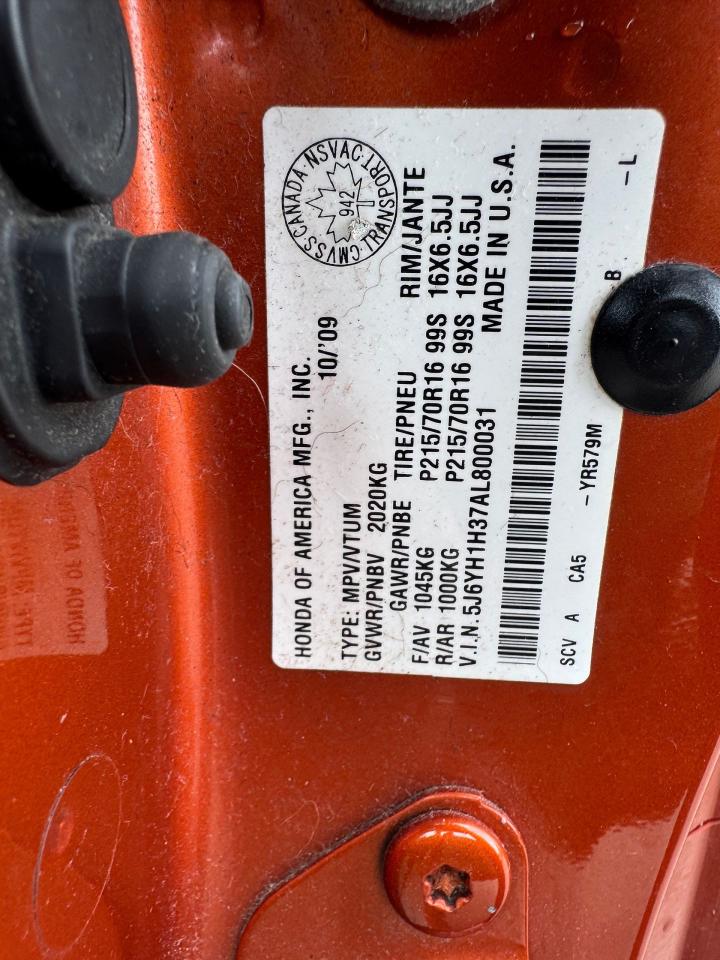 HONDA OF AMERICA MFG., INC.
10/'09
CANADA · NSVAC · TRANSPORT · CMVSS
942
TYPE: MPV/VTUM
GVWR/PNBV 2020KG
GAWR/PNBE TIRE/PNEU RIM/JANTE
F/AV 1045KG P215/70R16 99S 16X6.5JJ
R/AR 1000KG P215/70R16 99S 16X6.5JJ
V.I.N. 5J6YH1H37AL800031 MADE IN U.S.A.
SCV A CA5 -YR579M B -L